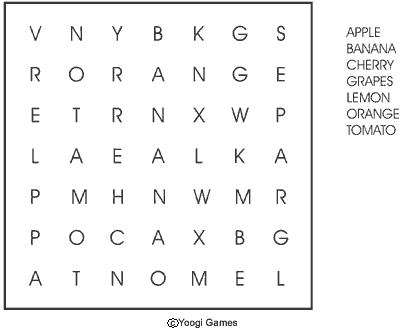 V N Y B K G S
R O R A N G E
E T R N X W P
L A E A L K A
P M H N W M R
P O C A X B G
A T N O M E L
APPLE
BANANA
CHERRY
GRAPES
LEMON
ORANGE
TOMATO
©Yoogi Games